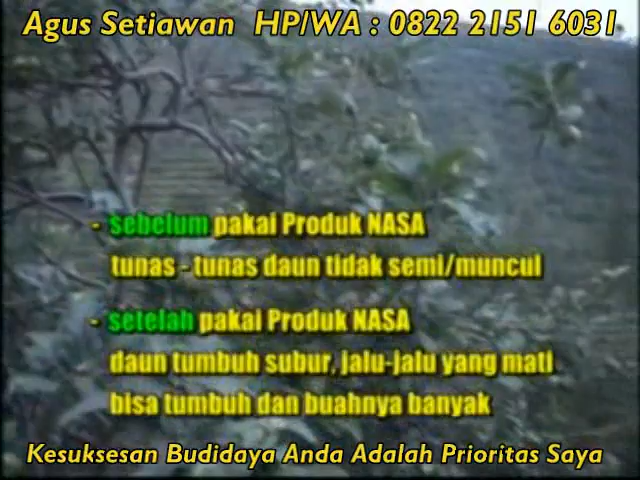 Agus Setiawan HP/WA : 0822 2151 6031
- sebelum pakai Produk NASA
tunas - tunas daun tidak semi/muncul
- setelah pakai Produk NASA
daun tumbuh subur, jalu-jalu yang mati
bisa tumbuh dan buahnya banyak
Kesuksesan Budidaya Anda Adalah Prioritas Saya